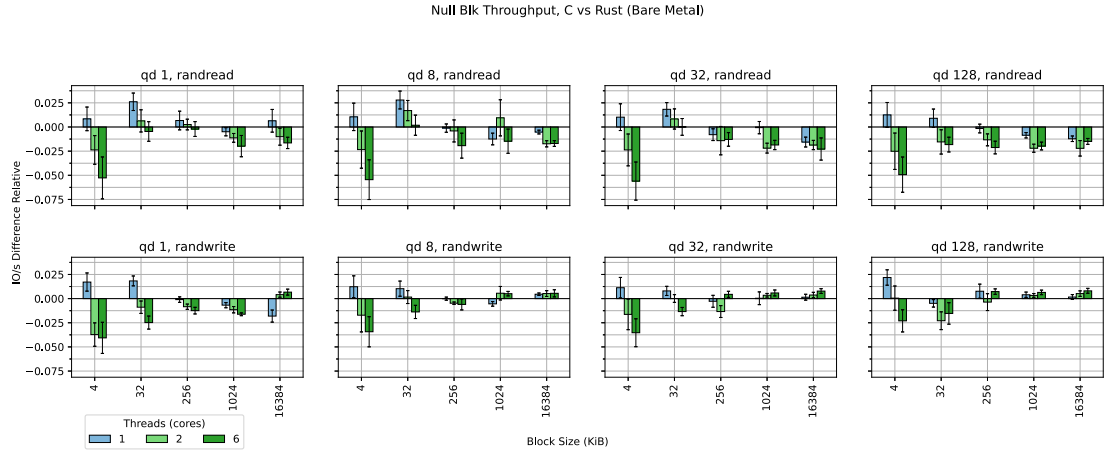 Null Blk Throughput, C vs Rust (Bare Metal)
qd 1, randread
qd 8, randread
qd 32, randread
qd 128, randread
0.025
0.000
−0.025
−0.050
−0.075
IO/s Difference Relative
qd 1, randwrite
qd 8, randwrite
qd 32, randwrite
qd 128, randwrite
0.025
0.000
−0.025
−0.050
−0.075
4 32 256 1024 16384
4 32 256 1024 16384
4 32 256 1024 16384
4 32 256 1024 16384
Threads (cores)
1 2 6
Block Size (KiB)